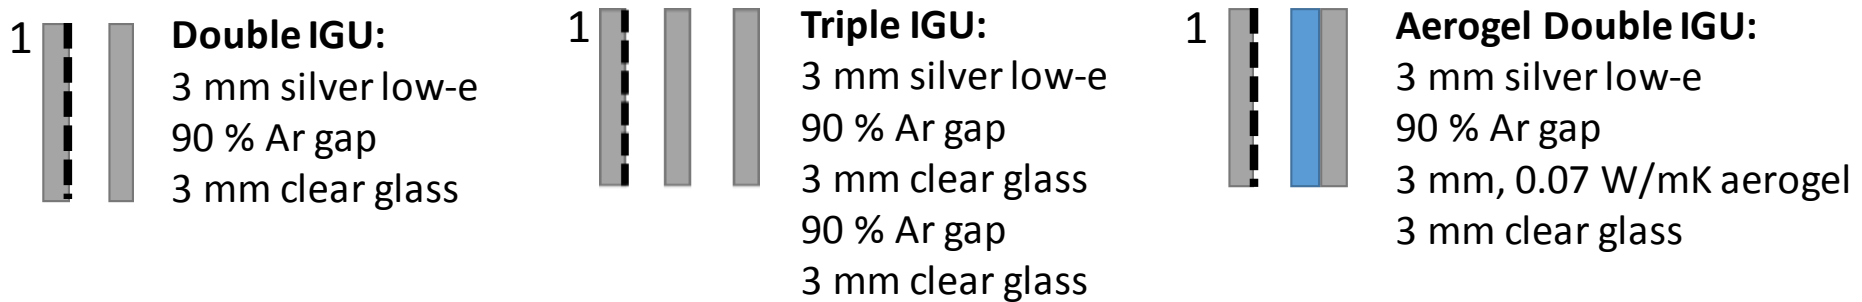 1
Double IGU:
3 mm silver low-e
90 % Ar gap
3 mm clear glass
1
Triple IGU:
3 mm silver low-e
90 % Ar gap
3 mm clear glass
90 % Ar gap
3 mm clear glass
1
Aerogel Double IGU:
3 mm silver low-e
90 % Ar gap
3 mm, 0.07 W/mK aerogel
3 mm clear glass